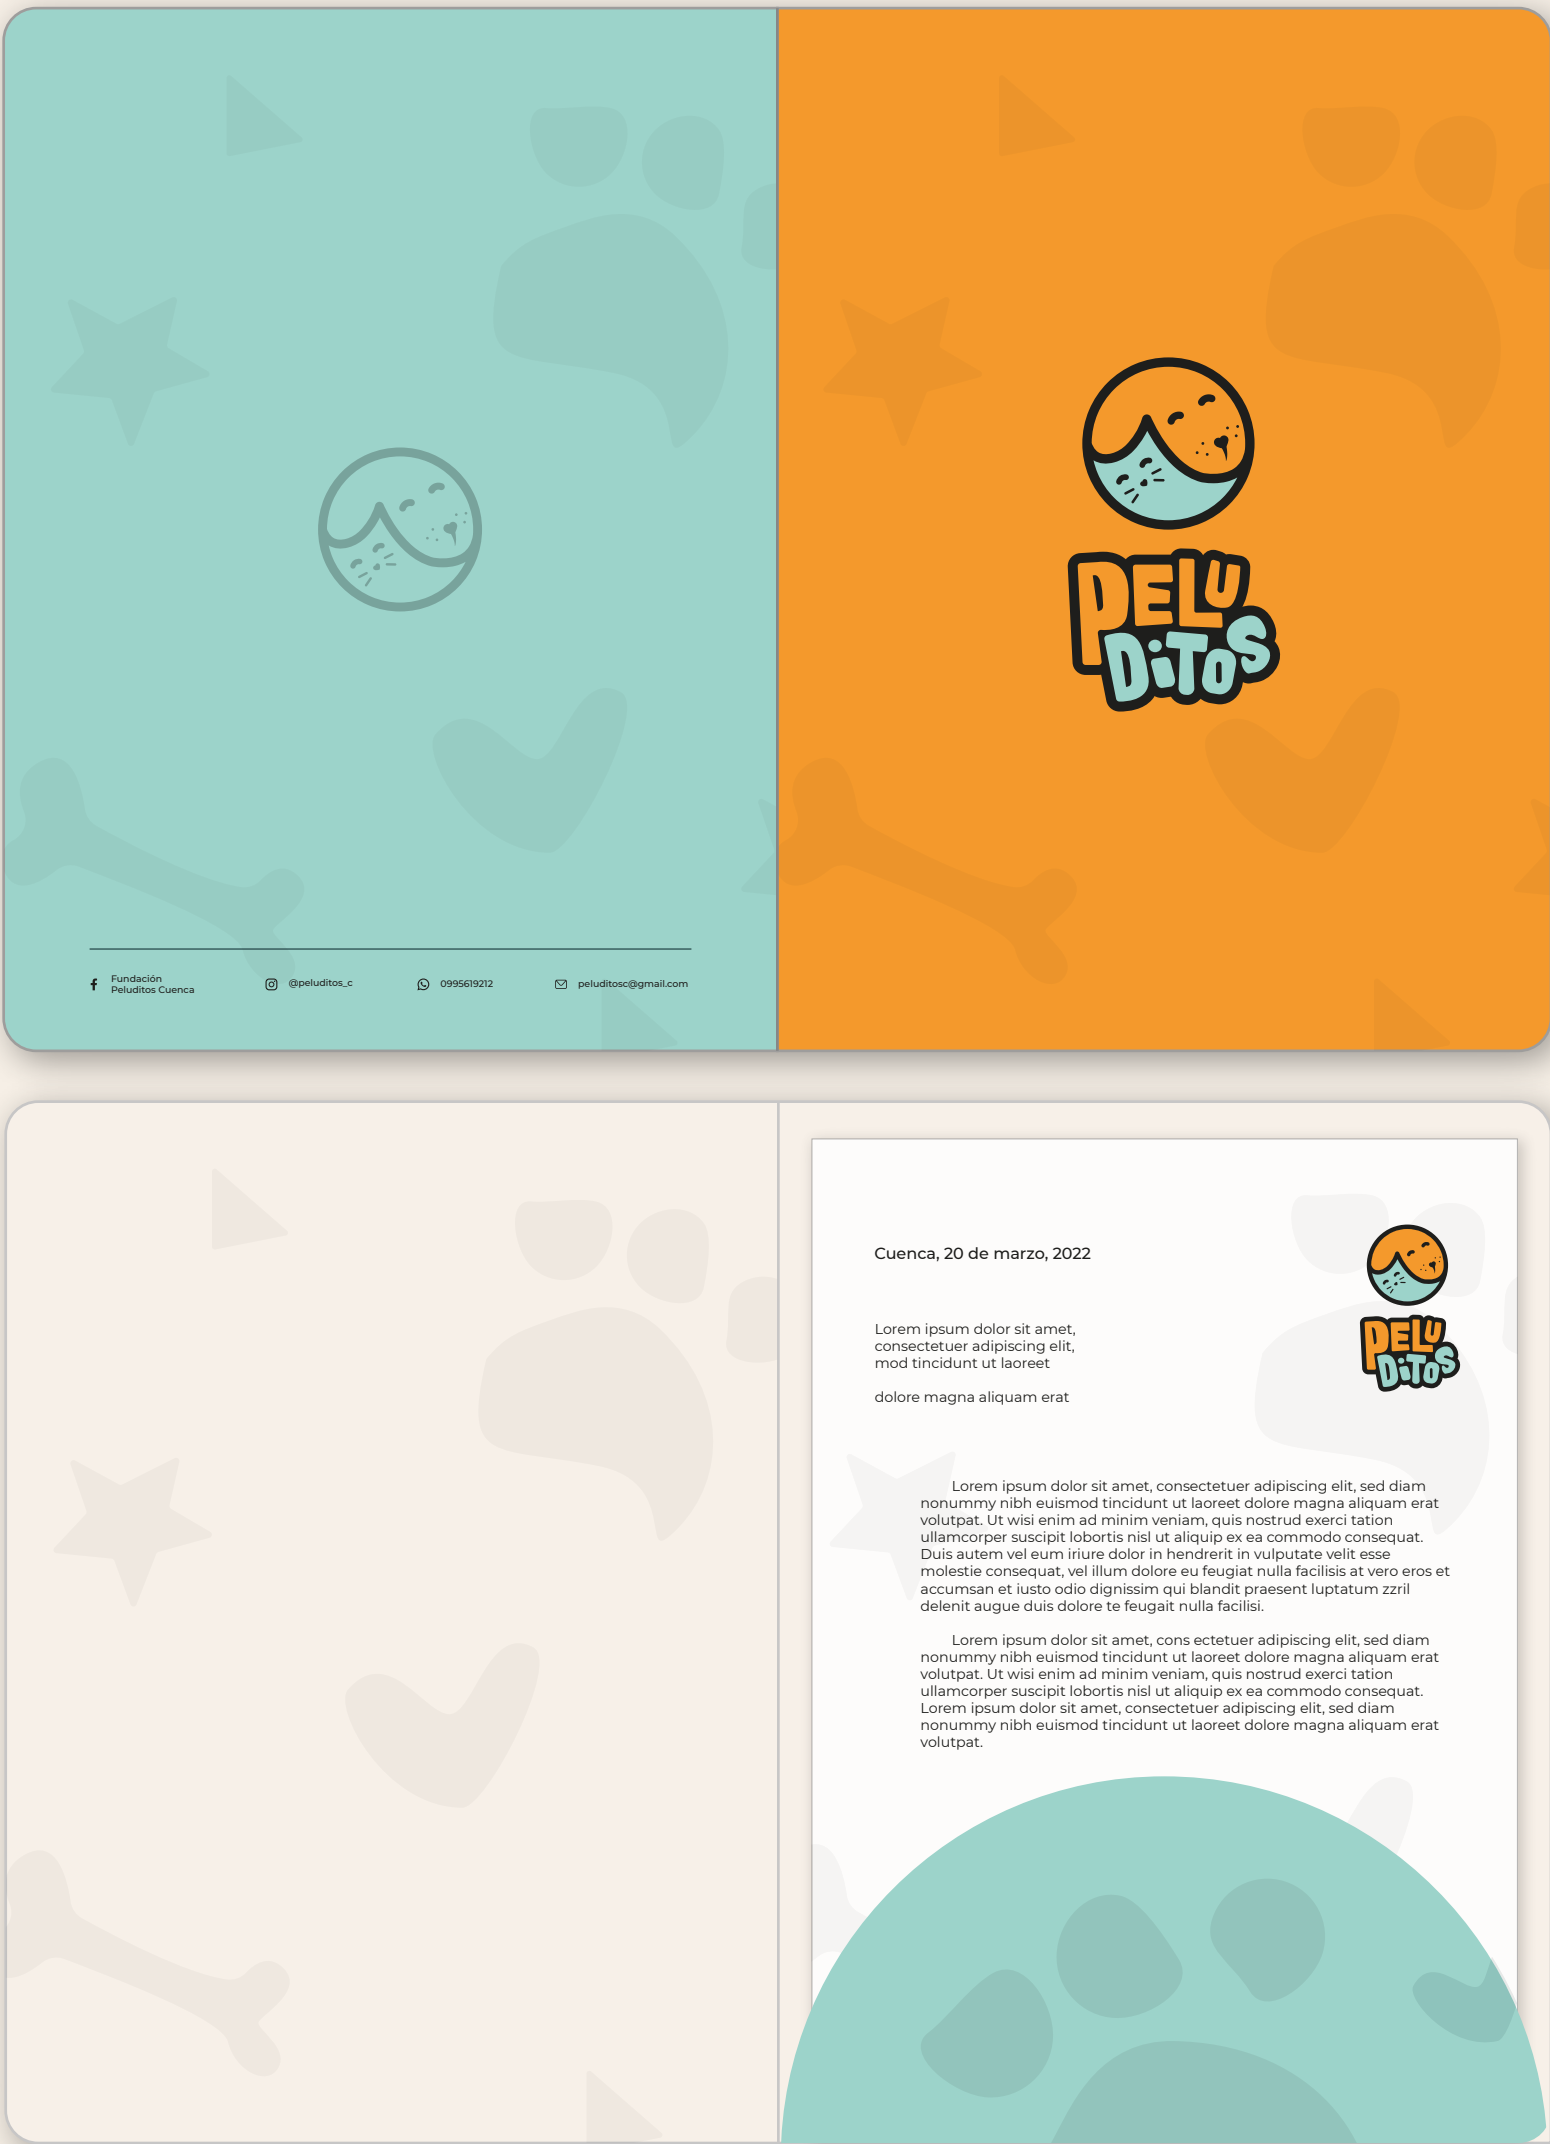 PELU
DiTOS
Fundación
Peluditos Cuenca
@peluditos_c
0995619212
peluditosc@gmail.com
Cuenca, 20 de marzo, 2022
PELU
DiTOS
Lorem ipsum dolor sit amet,
consectetuer adipiscing elit,
mod tincidunt ut laoreet
dolore magna aliquam erat
Lorem ipsum dolor sit amet, consectetuer adipiscing elit, sed diam
nonummy nibh euismod tincidunt ut laoreet dolore magna aliquam erat
volutpat. Ut wisi enim ad minim veniam, quis nostrud exerci tation
ullamcorper suscipit lobortis nisl ut aliquip ex ea commodo consequat.
Duis autem vel eum iriure dolor in hendrerit in vulputate velit esse
molestie consequat, vel illum dolore eu feugiat nulla facilisis at vero eros et
accumsan et iusto odio dignissim qui blandit praesent luptatum zzril
delenit augue duis dolore te feugait nulla facilisi.
Lorem ipsum dolor sit amet, cons ectetuer adipiscing elit, sed diam
nonummy nibh euismod tincidunt ut laoreet dolore magna aliquam erat
volutpat. Ut wisi enim ad minim veniam, quis nostrud exerci tation
ullamcorper suscipit lobortis nisl ut aliquip ex ea commodo consequat.
Lorem ipsum dolor sit amet, consectetuer adipiscing elit, sed diam
nonummy nibh euismod tincidunt ut laoreet dolore magna aliquam erat
volutpat.